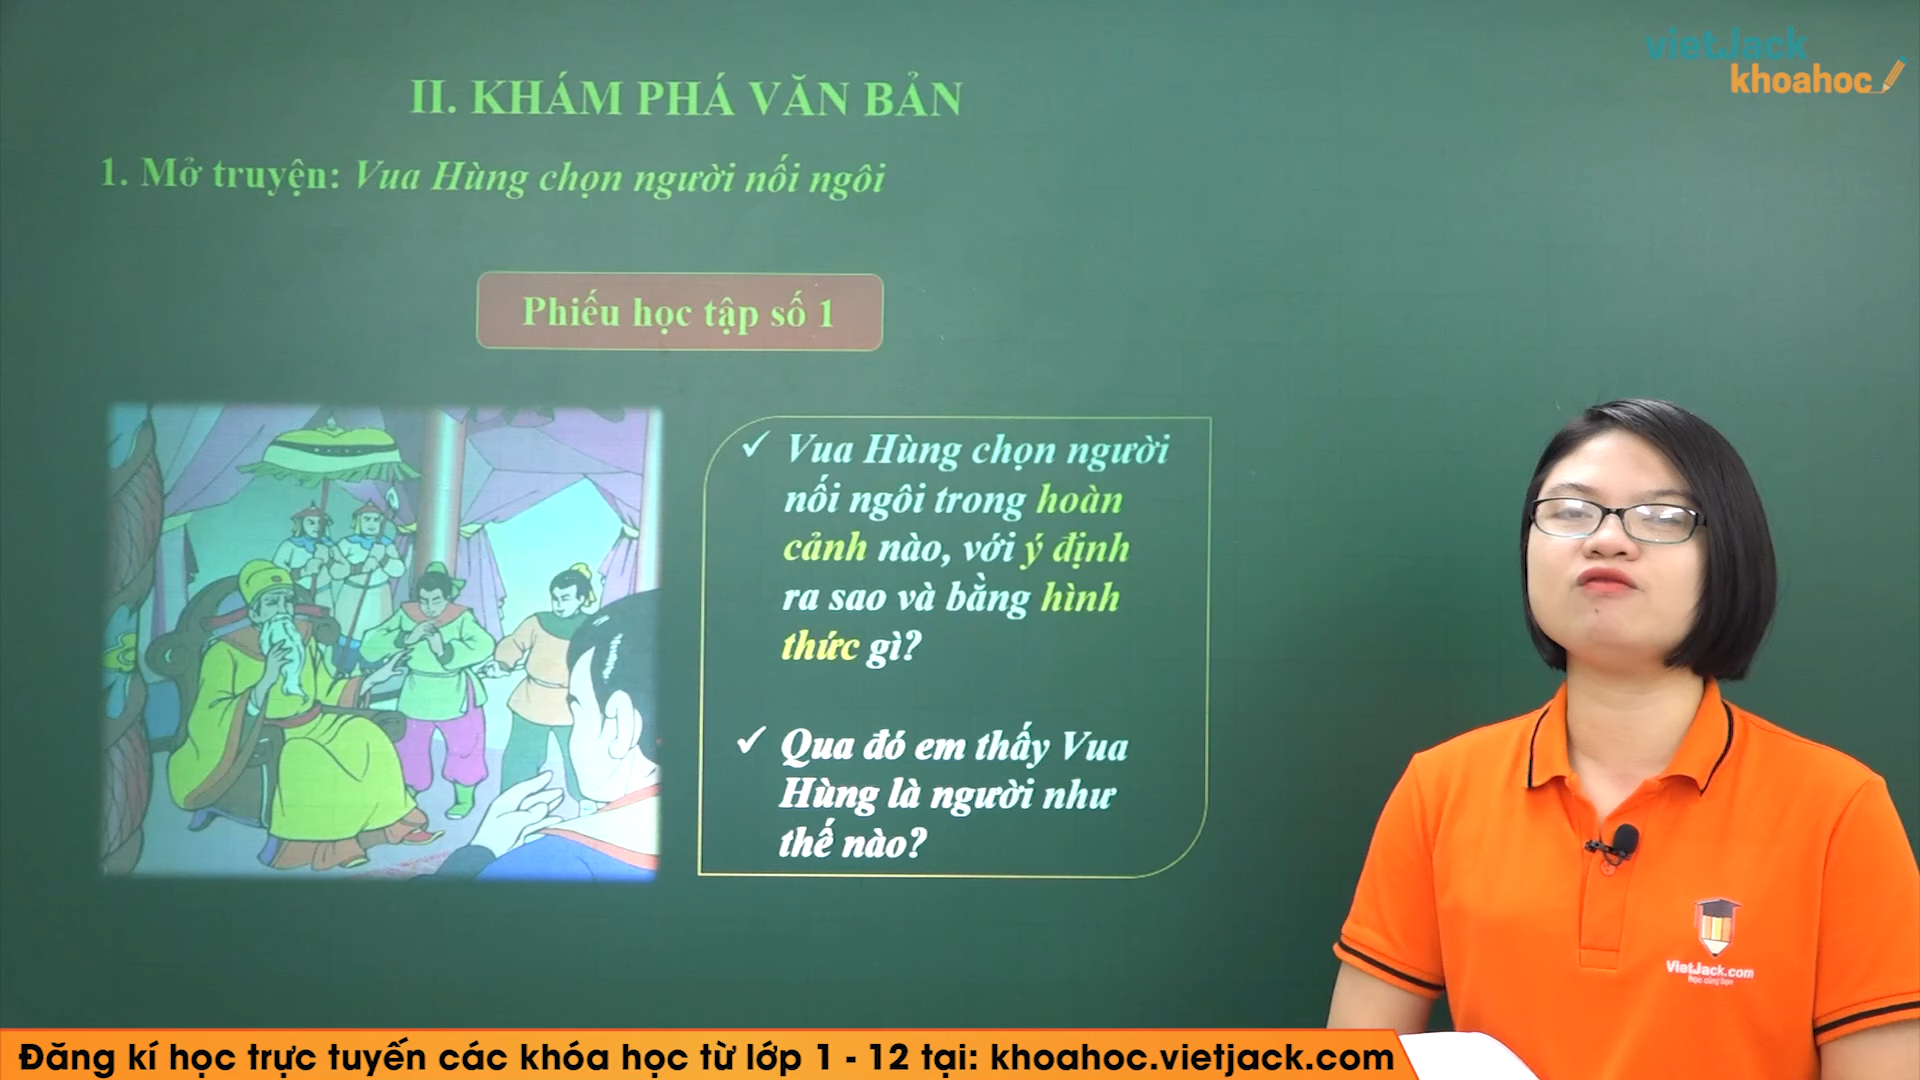 vietJack
khoahoc
II. KHÁM PHÁ VĂN BẢN
1. Mở truyện: Vua Hùng chọn người nối ngôi
Phiếu học tập số 1
✓ Vua Hùng chọn người
nối ngôi trong hoàn
cảnh nào, với ý định
ra sao và bằng hình
thức gì?
✓ Qua đó em thấy Vua
Hùng là người như
thế nào?
VietJack.com
học cùng bạn
Đăng kí học trực tuyến các khóa học từ lớp 1 - 12 tại: khoahoc.vietjack.com